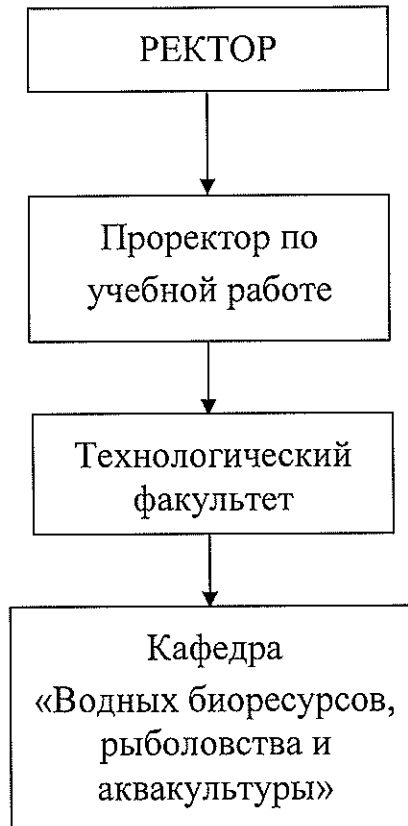 РЕКТОР
Проректор по
учебной работе
Технологический
факультет
Кафедра
«Водных биоресурсов,
рыболовства и
аквакультуры»